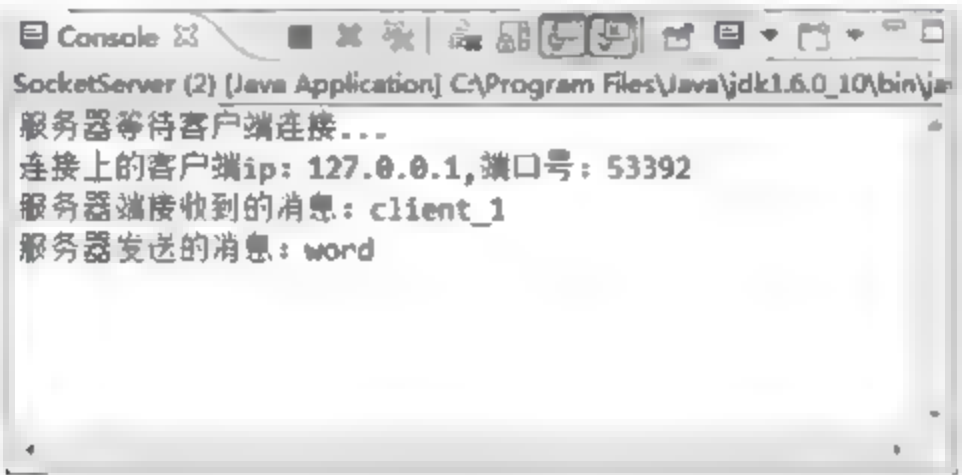 Console
SocketServer (2) [Java Application] C:\Program Files\Java\jdk1.6.0_10\bin\ja
服务器等待客户端连接...
连接上的客户端ip: 127.0.0.1,端口号: 53392
服务器端接收到的消息: client_1
服务器发送的消息: word